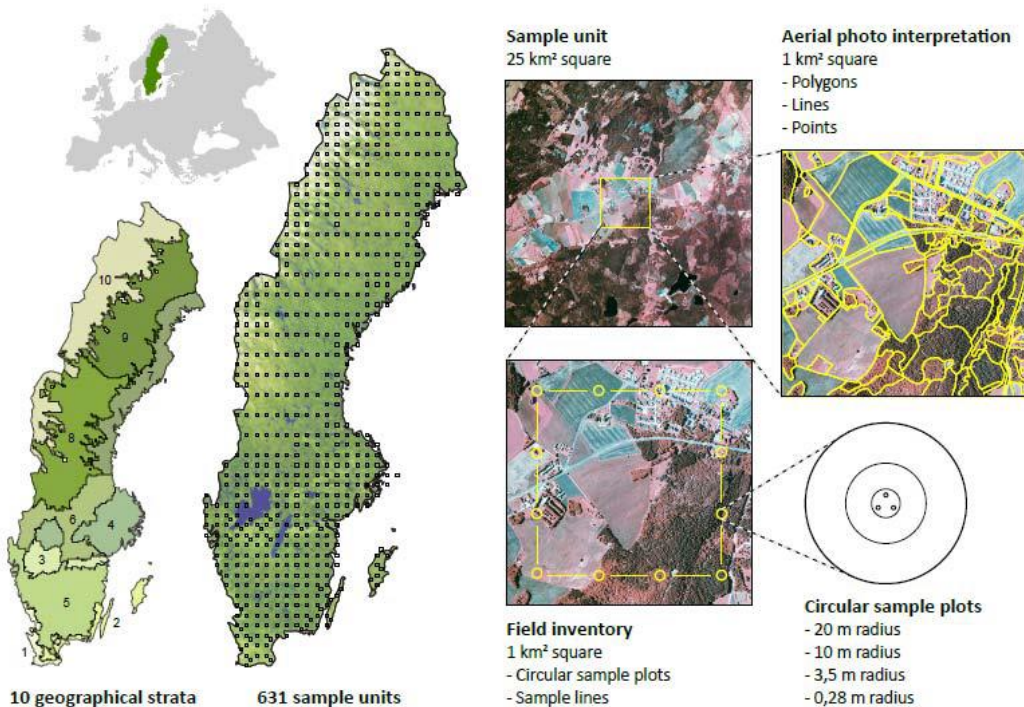 Sample unit
25 km² square
Aerial photo interpretation
1 km² square
- Polygons
- Lines
- Points
10
9
8
6
4
3
5
2
1
10 geographical strata
631 sample units
Field inventory
1 km² square
- Circular sample plots
- Sample lines
Circular sample plots
- 20 m radius
- 10 m radius
- 3,5 m radius
- 0,28 m radius